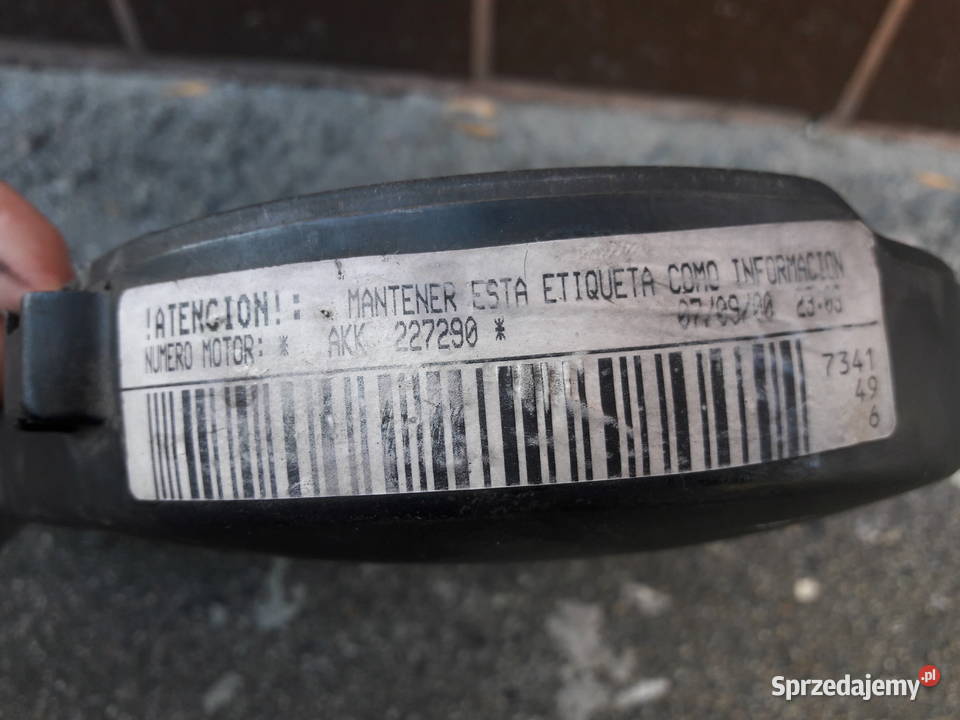 !ATENCION!: MANTENER ESTA ETIQUETA COMO INFORMACION
NUMERO MOTOR: * AKK 227290 *
7341
49
6
Sprzedajemy.pl